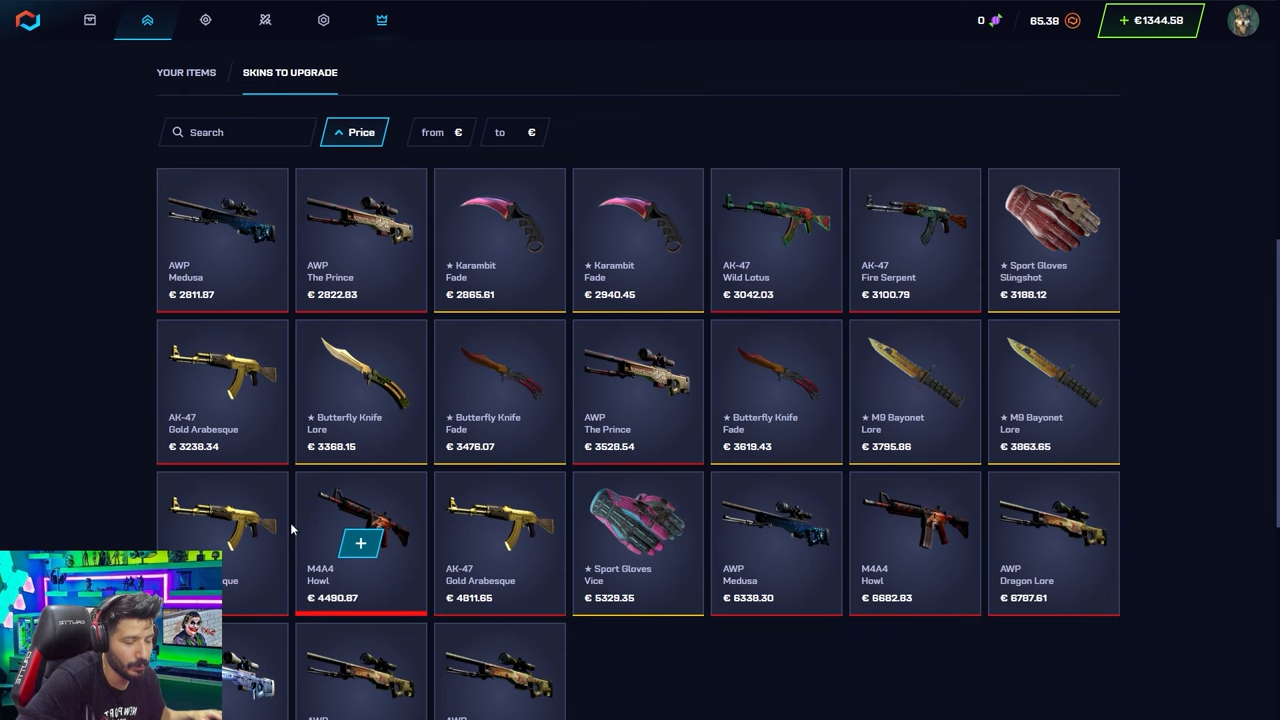 0
65.38
+ €1344.58
YOUR ITEMS
SKINS TO UPGRADE
Search
Price
from €
to €
AWP
Medusa
€ 2811.87
AWP
The Prince
€ 2822.83
★ Karambit
Fade
€ 2865.61
★ Karambit
Fade
€ 2940.45
AK-47
Wild Lotus
€ 3042.03
AK-47
Fire Serpent
€ 3100.79
★ Sport Gloves
Slingshot
€ 3188.12
AK-47
Gold Arabesque
€ 3238.34
★ Butterfly Knife
Lore
€ 3368.15
★ Butterfly Knife
Fade
€ 3476.07
AWP
The Prince
€ 3528.54
★ Butterfly Knife
Fade
€ 3619.43
★ M9 Bayonet
Lore
€ 3795.86
★ M9 Bayonet
Lore
€ 3863.65
que
M4A4
Howl
€ 4490.87
AK-47
Gold Arabesque
€ 4811.65
★ Sport Gloves
Vice
€ 5329.35
AWP
Medusa
€ 6338.30
M4A4
Howl
€ 6682.83
AWP
Dragon Lore
€ 6787.61
AWP
AWP